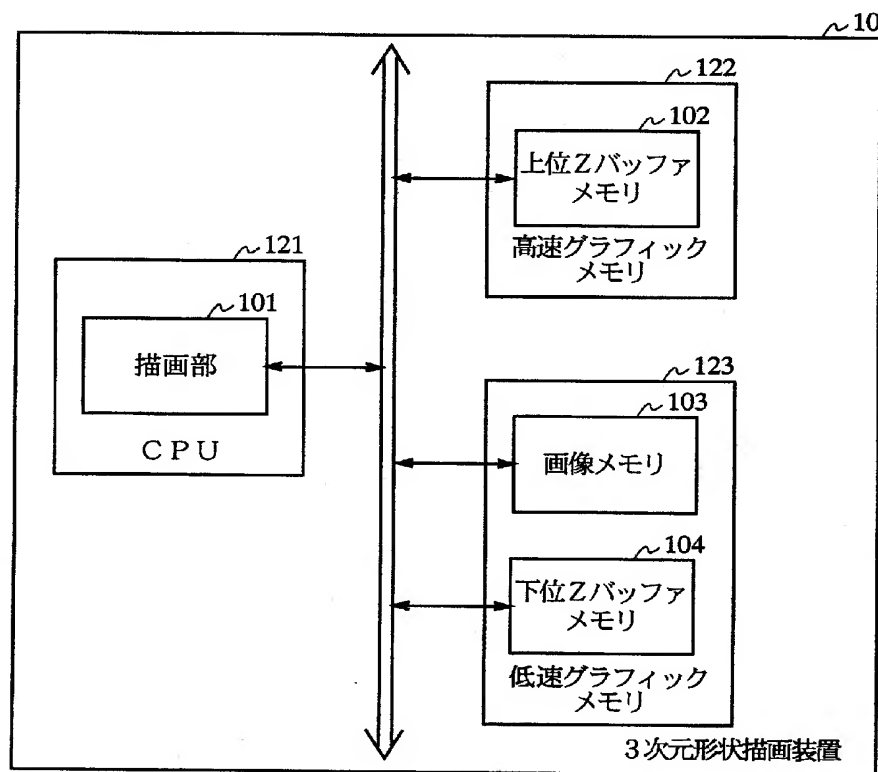 10
122
102
上位Zバッファ
メモリ
高速グラフィック
メモリ
121
101
描画部
CPU
123
103
画像メモリ
104
下位Zバッファ
メモリ
低速グラフィック
メモリ
3次元形状描画装置